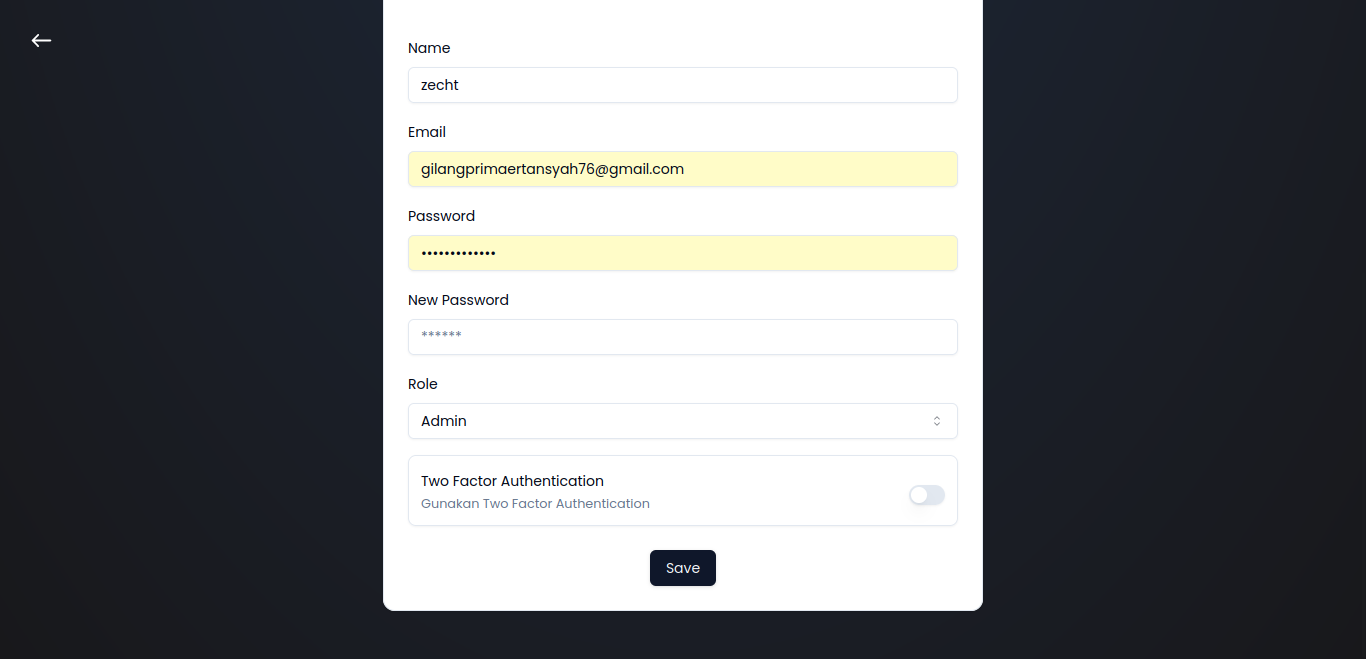 Name
zecht
Email
gilangprimaertansyah76@gmail.com
Password
•••••••••••••
New Password
******
Role
Admin
Two Factor Authentication
Gunakan Two Factor Authentication
Save